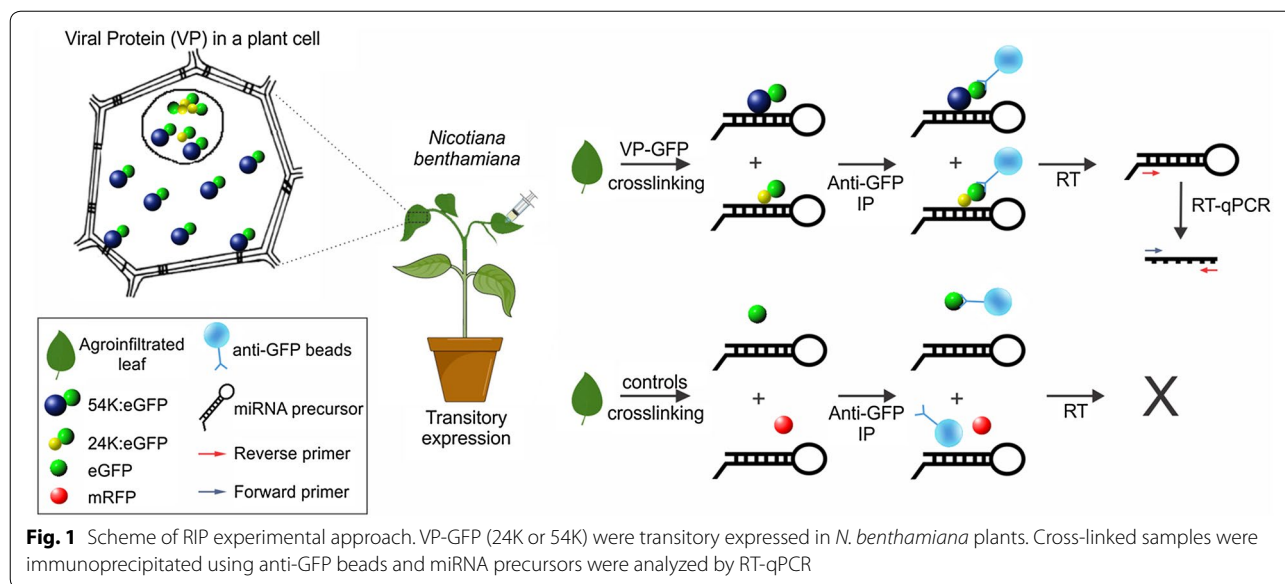 Viral Protein (VP) in a plant cell
Nicotiana
benthamiana
Transitory
expression
Agroinfiltrated
leaf
54K:eGFP
24K:eGFP
eGFP
mRFP
anti-GFP beads
miRNA precursor
Reverse primer
Forward primer
VP-GFP
crosslinking
+
Anti-GFP
IP
+
RT
RT-qPCR
controls
crosslinking
+
Anti-GFP
IP
+
RT
X
Fig. 1 Scheme of RIP experimental approach. VP-GFP (24K or 54K) were transitory expressed in N. benthamiana plants. Cross-linked samples were
immunoprecipitated using anti-GFP beads and miRNA precursors were analyzed by RT-qPCR